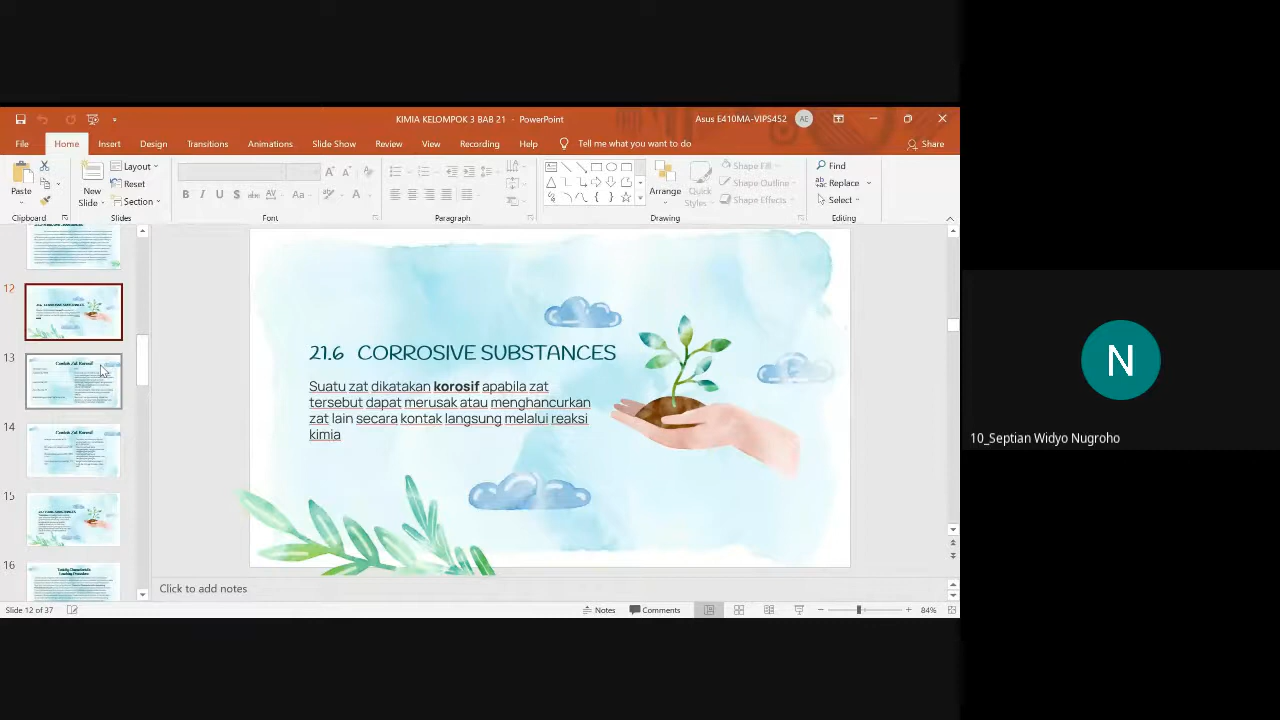 KIMIA KELOMPOK 3 BAB 21 - PowerPoint
Asus E410MA-VIPS452
AE
File Home Insert Design Transitions Animations Slide Show Review View Recording Help Tell me what you want to do
Share
Paste
New
Slide
Layout
Reset
Section
B I U S abc AV Aa A
Arrange
Quick
Styles
Shape Fill
Shape Outline
Shape Effects
Find
Replace
Select
Clipboard Slides Font Paragraph Drawing Editing
12
13
Contoh Zat Korosif
14
Contoh Zat Korosif
15
16
21.6 CORROSIVE SUBSTANCES
Suatu zat dikatakan korosif apabila zat
tersebut dapat merusak atau menghancurkan
zat lain secara kontak langsung melalui reaksi
kimia
Click to add notes
Slide 12 of
Notes Comments
84%
N
10_Septian Widyo Nugroho